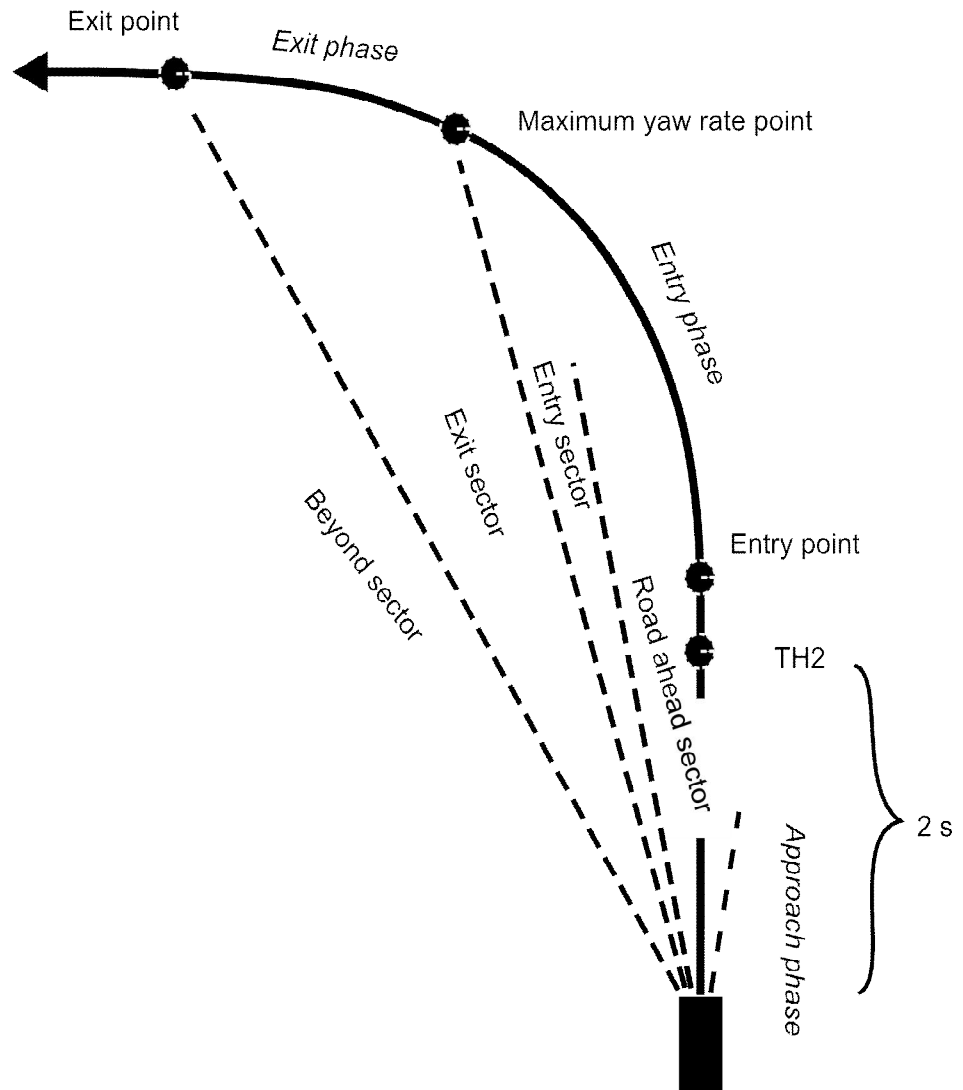 Exit point
Exit phase
Maximum yaw rate point
Entry phase
Entry sector
Exit sector
Beyond sector
Entry point
Road ahead sector
TH2
2 s
Approach phase